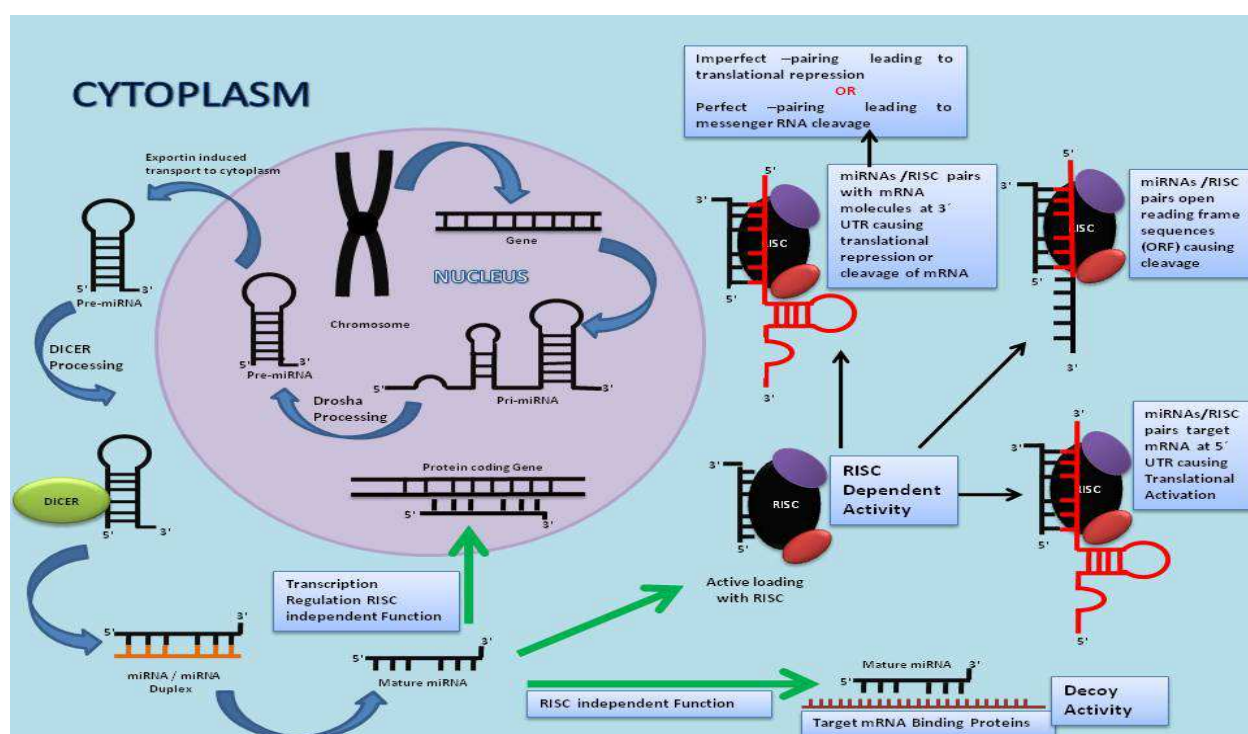 CYTOPLASM
Exportin induced
transport to cytoplasm
5'
3'
Pre-miRNA
DICER
Processing
DICER
5'
3'
5'
3'
miRNA / miRNA
Duplex
Gene
NUCLEUS
Chromosome
5'
3'
Pre-miRNA
Drosha
Processing
5'
3'
Pri-miRNA
Protein coding Gene
5'
3'
Transcription
Regulation RISC
independent Function
5'
3'
Mature miRNA
Imperfect –pairing leading to
translational repression
OR
Perfect –pairing leading to
messenger RNA cleavage
5'
3'
RISC
5'
3'
miRNAs /RISC pairs
with mRNA
molecules at 3´
UTR causing
translational
repression or
cleavage of mRNA
5'
3'
RISC
5'
3'
miRNAs /RISC
pairs open
reading frame
sequences
(ORF) causing
cleavage
3'
RISC
5'
Active loading
with RISC
RISC
Dependent
Activity
3'
3'
RISC
5'
5'
miRNAs/RISC
pairs target
mRNA at 5´
UTR causing
Translational
Activation
RISC independent Function
Mature miRNA
3'
5'
Target mRNA Binding Proteins
Decoy
Activity